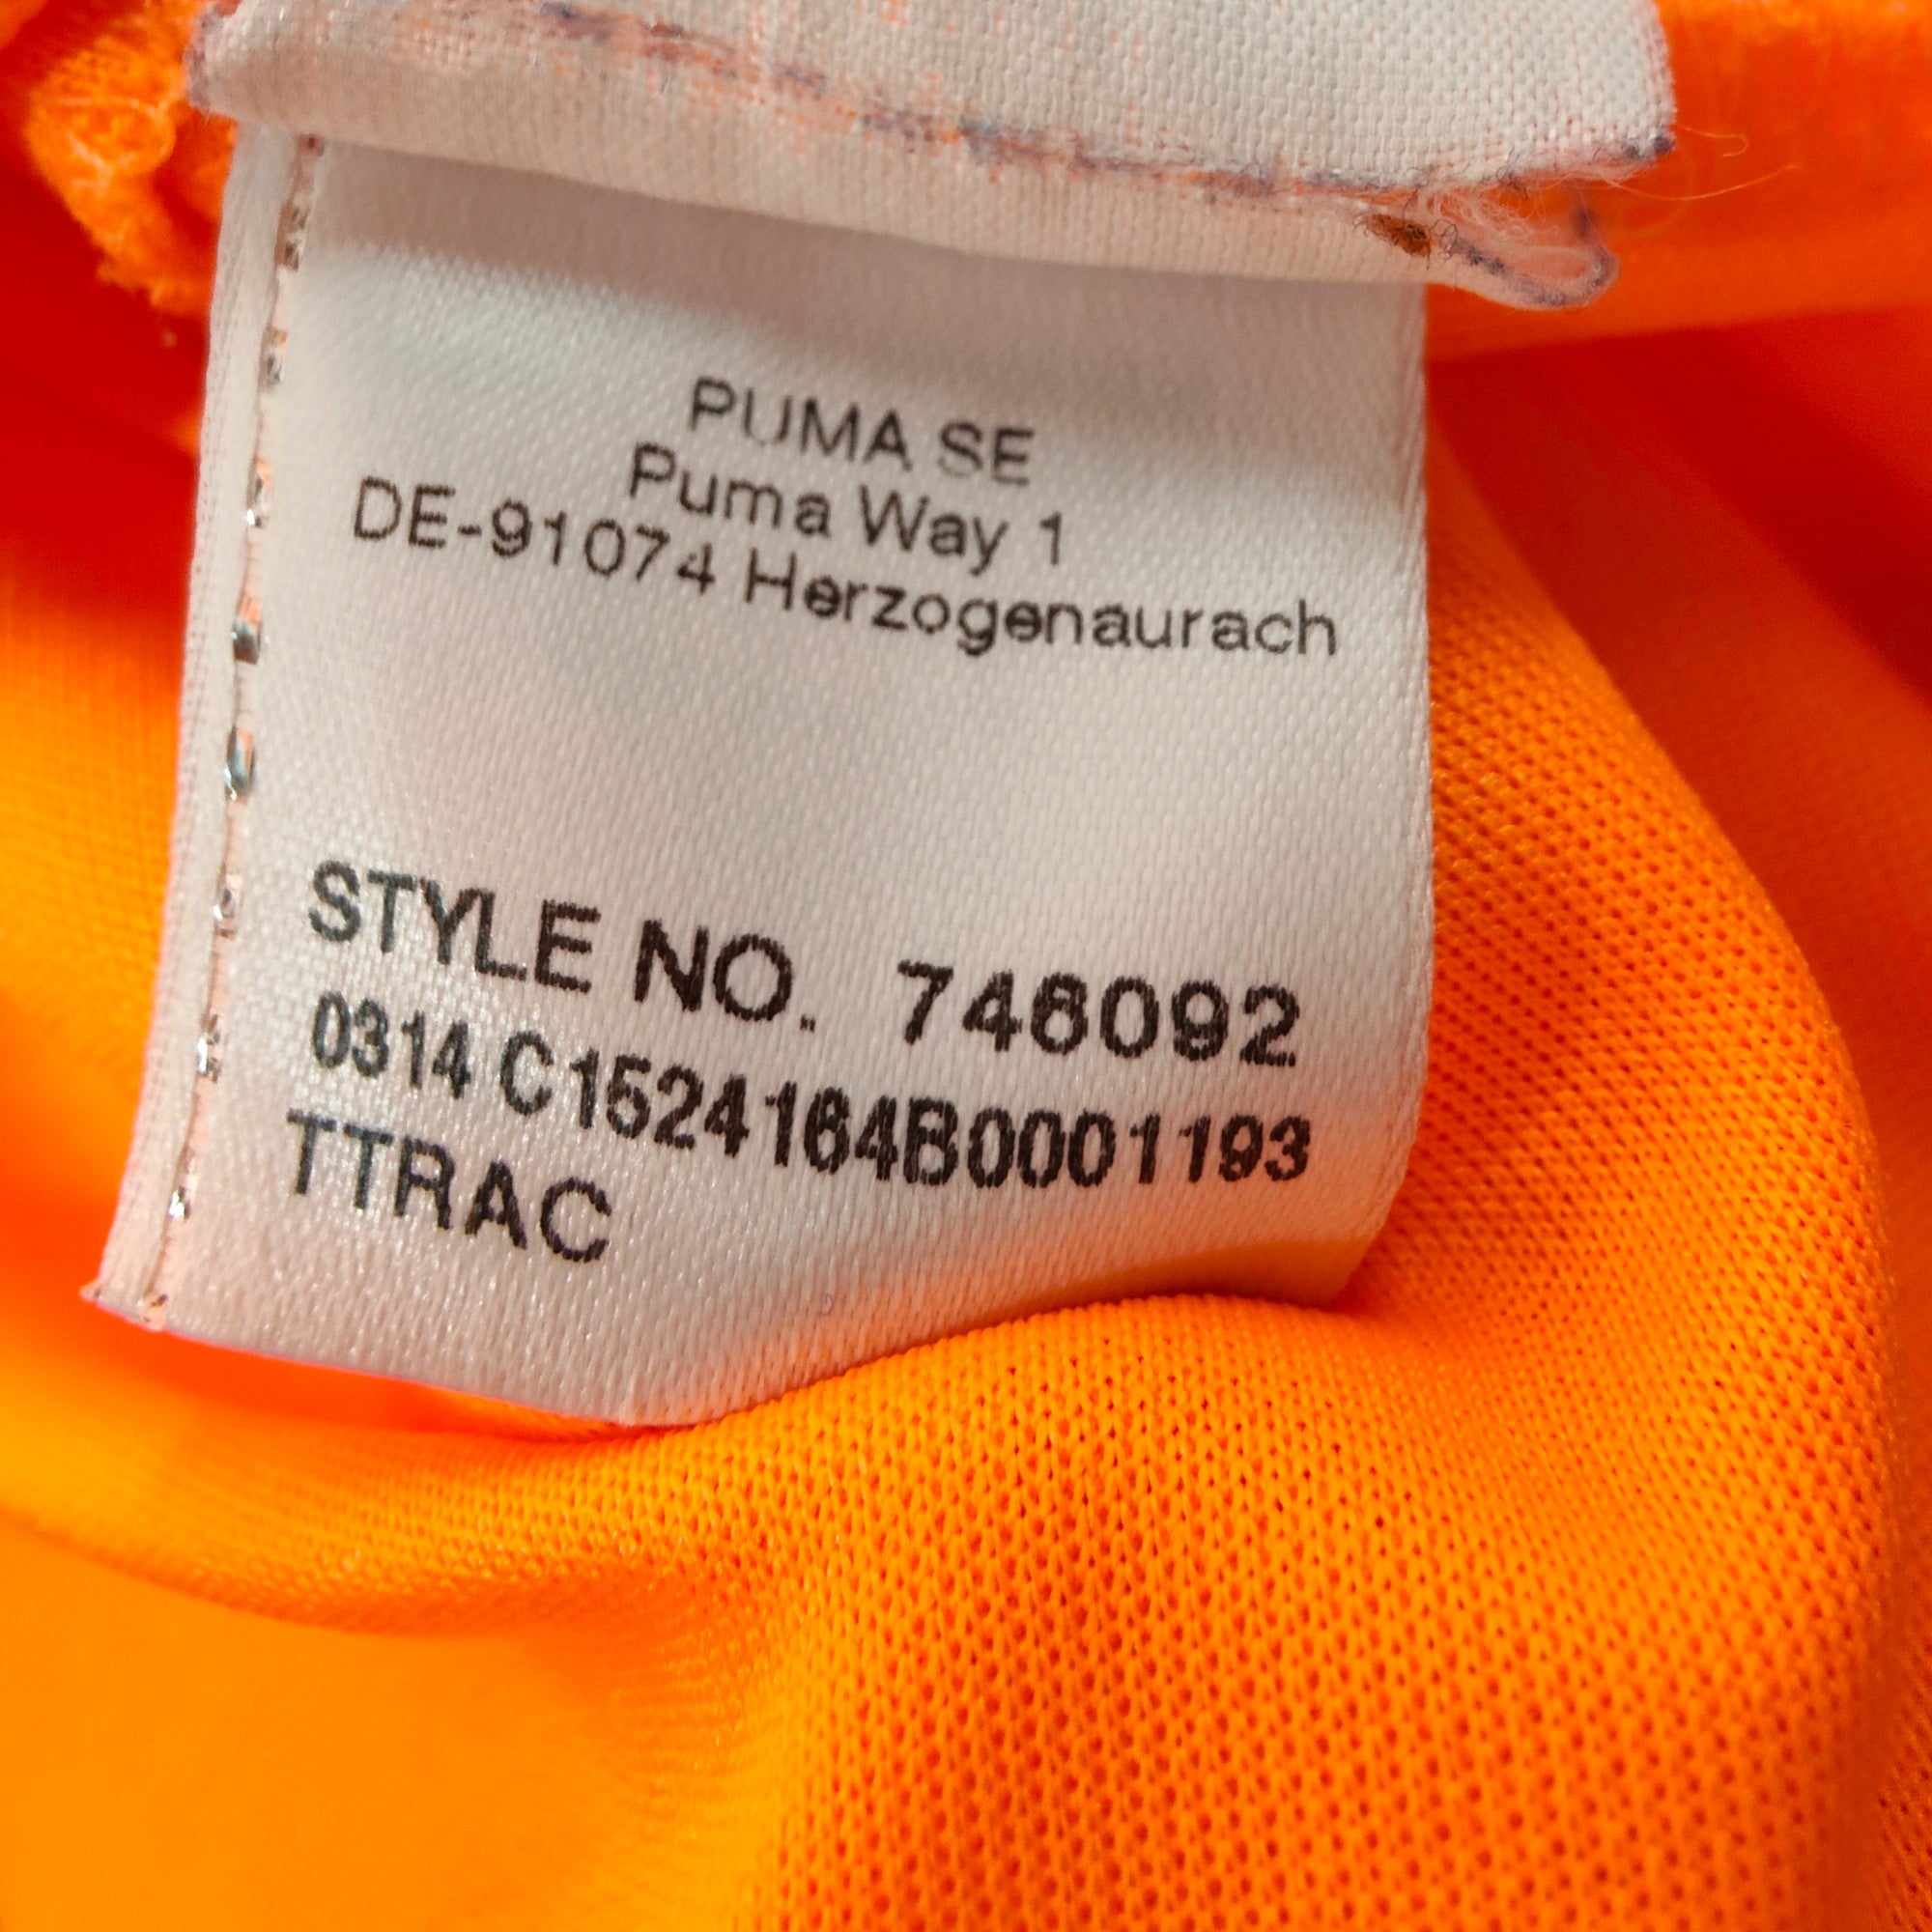 PUMA SE
Puma Way 1
DE-91074 Herzogenaurach
STYLE NO. 746092
0314 C1524164B0001193
TTRAC